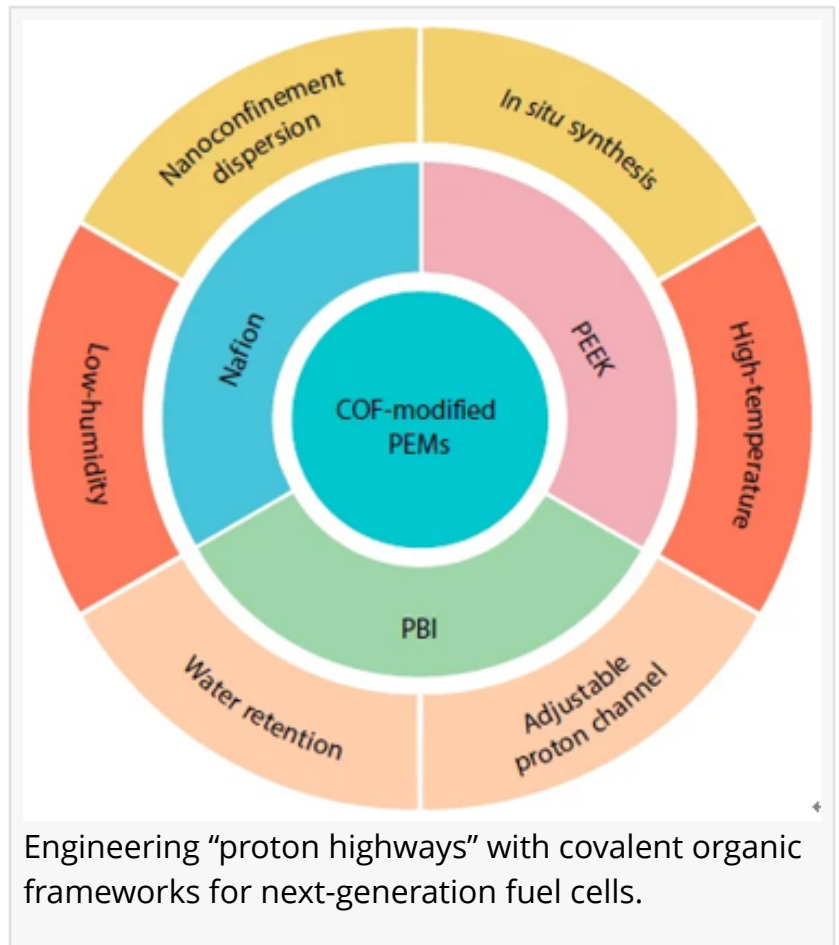 Nanoconfinement
dispersion
In situ synthesis
Low-humidity
Nafion
PEEK
High-temperature
COF-modified
PEMs
PBI
Water retention
Adjustable
proton channel
Engineering “proton highways” with covalent organic
frameworks for next-generation fuel cells.